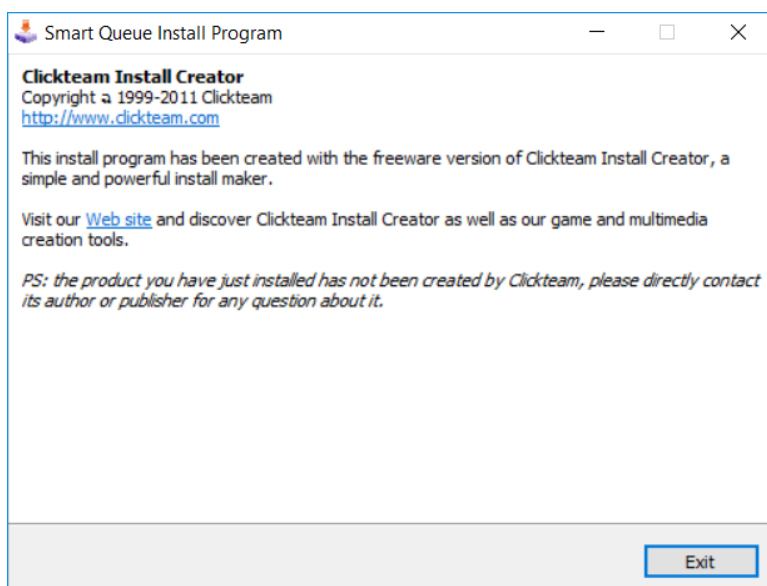 Smart Queue Install Program
Clickteam Install Creator
Copyright a 1999-2011 Clickteam
http://www.clickteam.com
This install program has been created with the freeware version of Clickteam Install Creator, a
simple and powerful install maker.
Visit our Web site and discover Clickteam Install Creator as well as our game and multimedia
creation tools.
PS: the product you have just installed has not been created by Clickteam, please directly contact
its author or publisher for any question about it.
Exit